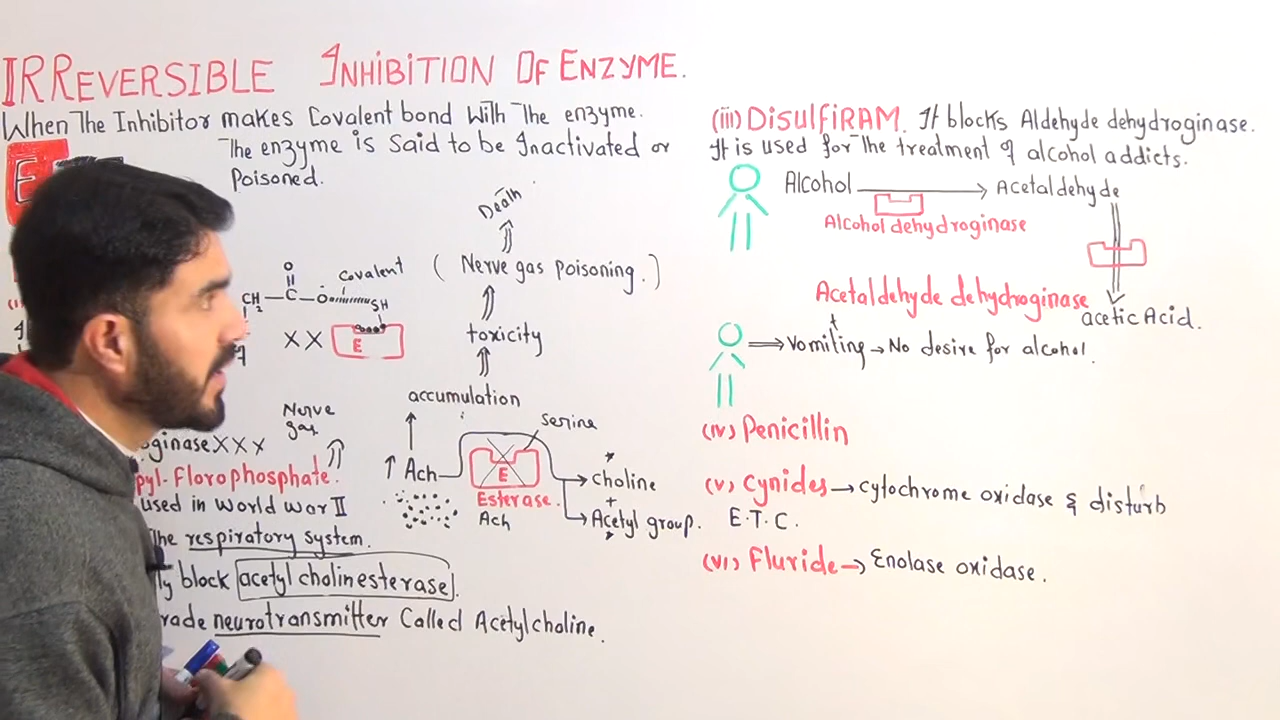 IRREVERSIBLE INHIBITION OF ENZYME.
When The Inhibitor makes Covalent bond With The enzyme.
The enzyme is Said to be Inactivated or
Poisoned.
E
Death
(Nerve gas poisoning.)
toxicity
accumulation
O
Covalent
CH2 - C - O SH
X X E
Nerve
gas
serine
ginase X X X
↑ Ach
E
Esterase.
Ach
Choline
+
Acetyl group.
pyl-Florophosphate.
used in World War II
The respiratory system.
ly block acetyl cholinesterase.
rade neurotransmitter Called Acetylcholine.
(iii) DISULFIRAM. It blocks Aldehyde dehydroginase.
It is used for The treatment of alcohol addicts.
Alcohol → Acetaldehyde
Alcohol dehydroginase
Acetaldehyde dehydroginase
acetic Acid.
+
⇒ Vomiting → No desire for alcohol.
(iv) Penicillin
(v) Cynides → Cytochrome oxidase & disturb
E.T.C.
(vi) Fluride → Enolase oxidase.